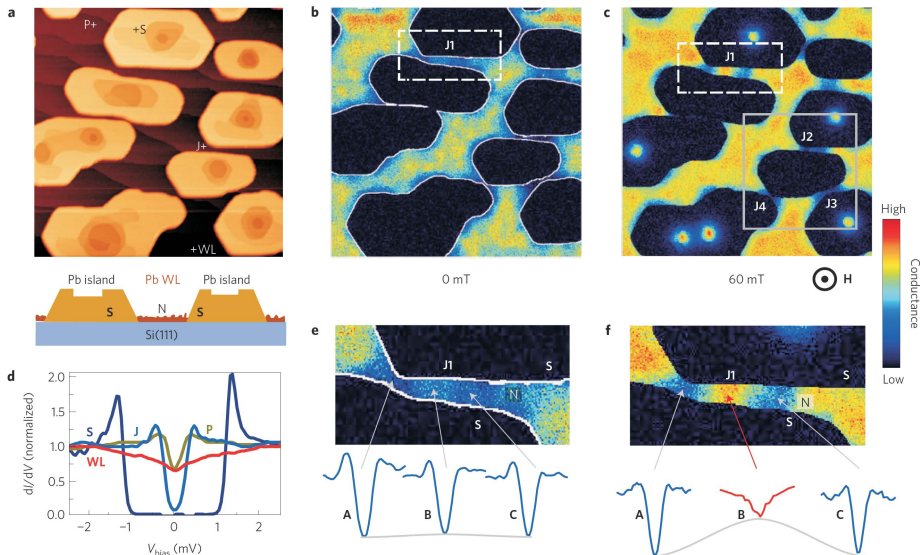 a
P+
+S
J+
+WL
b
J1
0 mT
c
J1
J2
J3
J4
60 mT
H
High
Conductance
Low
Pb island
Pb WL
Pb island
S
N
S
Si(111)
d
2.0
1.5
1.0
0.5
0
dI/dV (normalized)
S
J
P
WL
−2
−1
0
1
2
Vbias (mV)
e
J1
S
N
S
A
B
C
f
J1
S
N
S
A
B
C